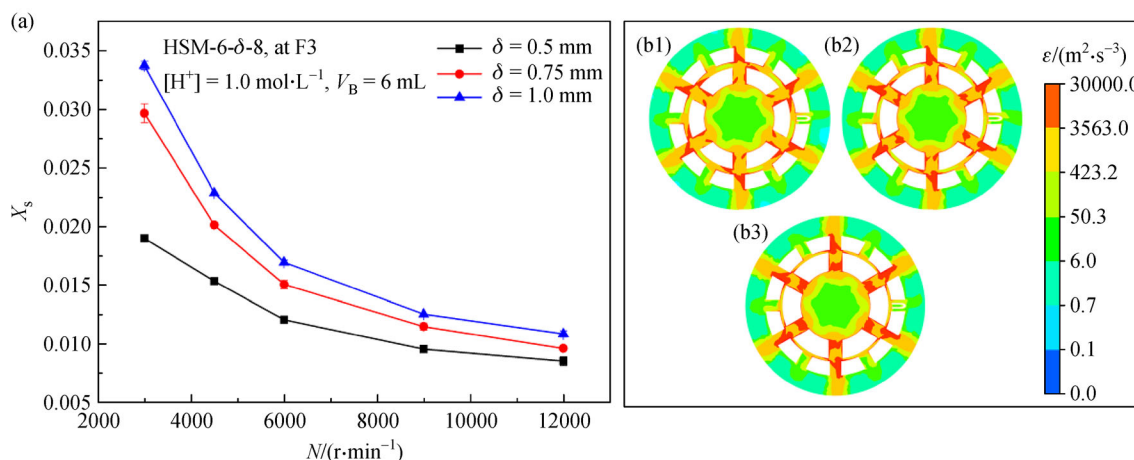 (a)
HSM-6-δ-8, at F3
[H⁺] = 1.0 mol·L⁻¹, V_B = 6 mL
δ = 0.5 mm
δ = 0.75 mm
δ = 1.0 mm
X_s
0.035
0.030
0.025
0.020
0.015
0.010
0.005
2000
4000
6000
8000
10000
12000
N/(r·min⁻¹)
(b1)
(b2)
(b3)
ε/(m²·s⁻³)
30000.0
3563.0
423.2
50.3
6.0
0.7
0.1
0.0